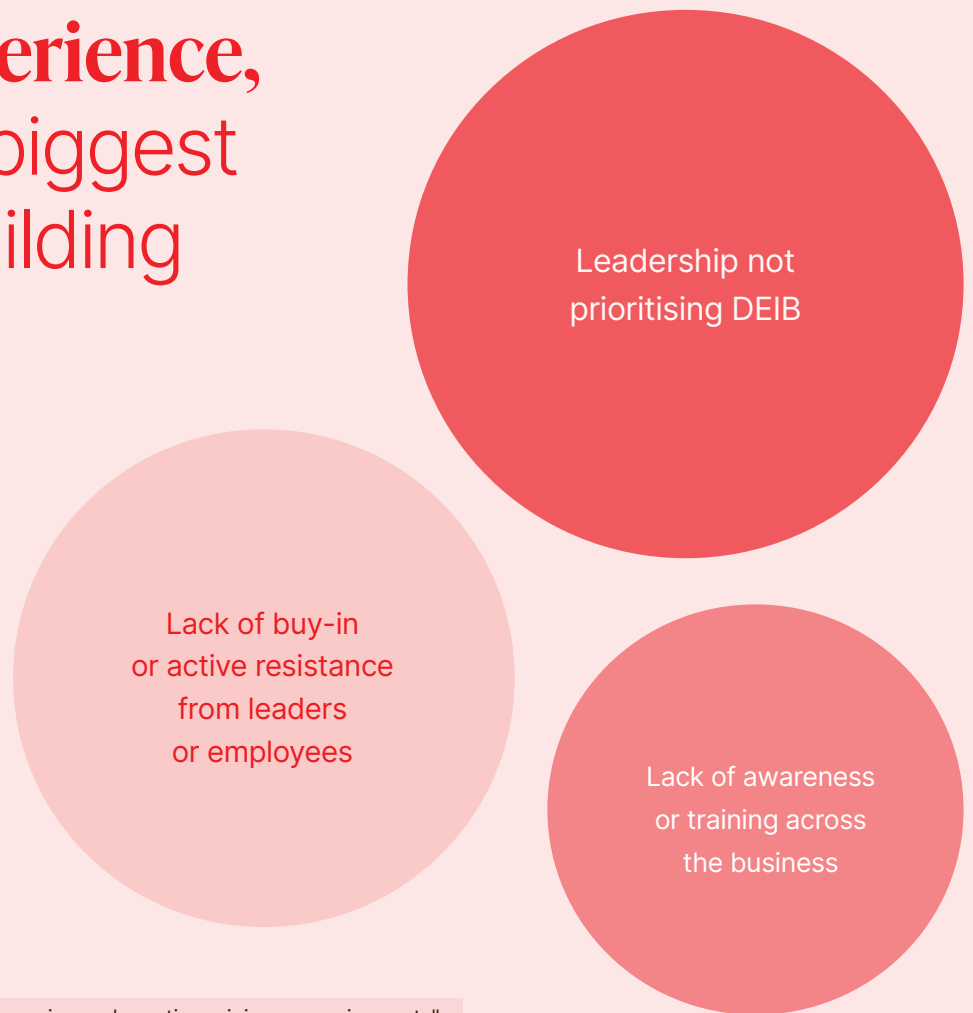 erience,
biggest
ilding
Leadership not
prioritising DEIB
Lack of buy-in
or active resistance
from leaders
or employees
Lack of awareness
or training across
the business